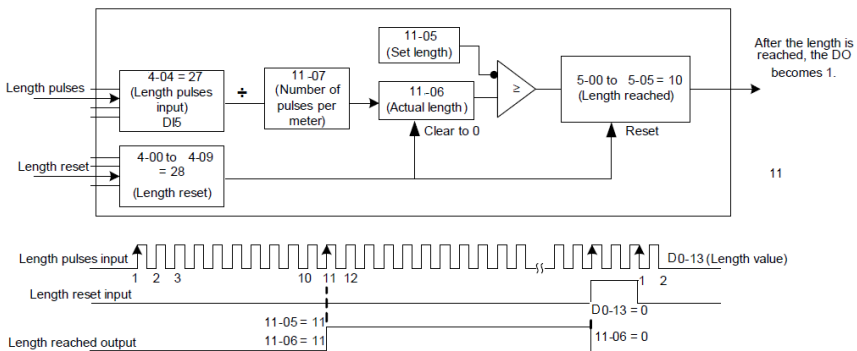 11-05
(Set length)
After the length is
reached, the DO
becomes 1.
Length pulses
4-04 = 27
(Length pulses
input)
DI5
÷
11-07
(Number of
pulses per
meter)
11-06
(Actual length)
≥
5-00 to 5-05 = 10
(Length reached)
Clear to 0
Reset
Length reset
4-00 to 4-09
= 28
(Length reset)
11
Length pulses input
D0-13 (Length value)
1 2 3 10 11 12 1 2
Length reset input
D0-13 = 0
11-05 = 11
Length reached output
11-06 = 11
11-06 = 0